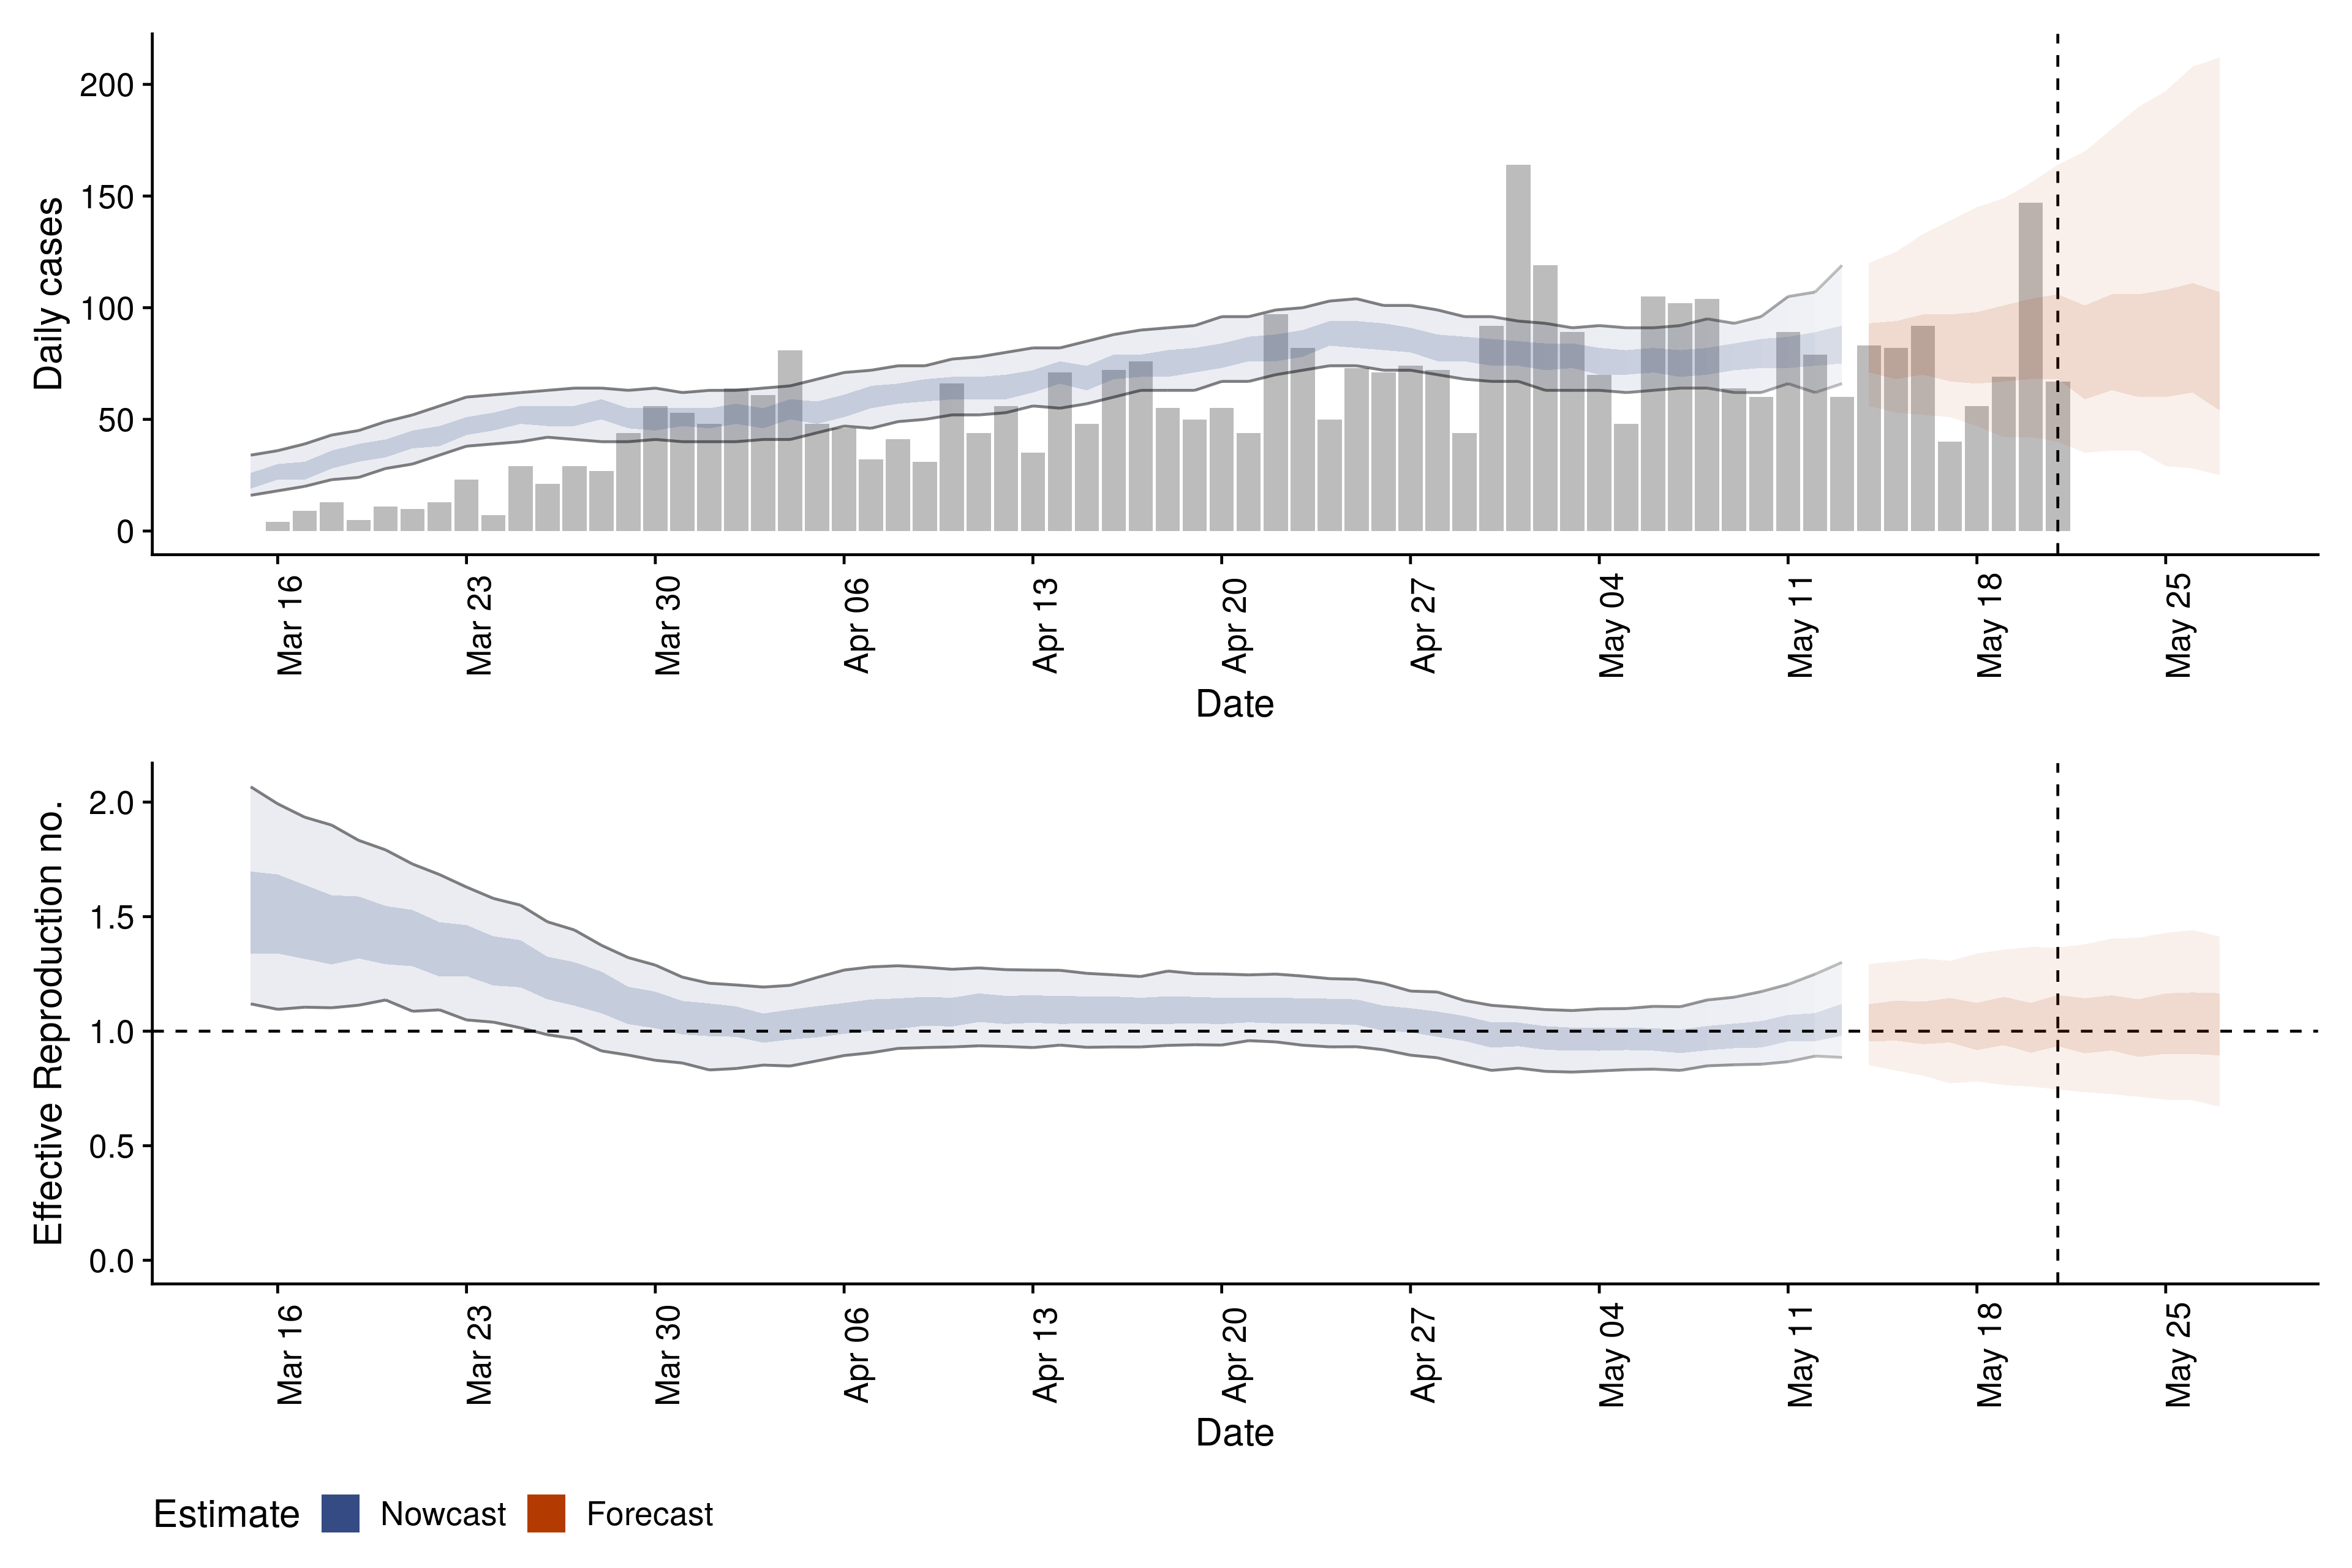 Daily cases
200
150
100
50
0
Mar 16
Mar 23
Mar 30
Apr 06
Apr 13
Apr 20
Apr 27
May 04
May 11
May 18
May 25
Date
Effective Reproduction no.
2.0
1.5
1.0
0.5
0.0
Mar 16
Mar 23
Mar 30
Apr 06
Apr 13
Apr 20
Apr 27
May 04
May 11
May 18
May 25
Date
Estimate Nowcast Forecast